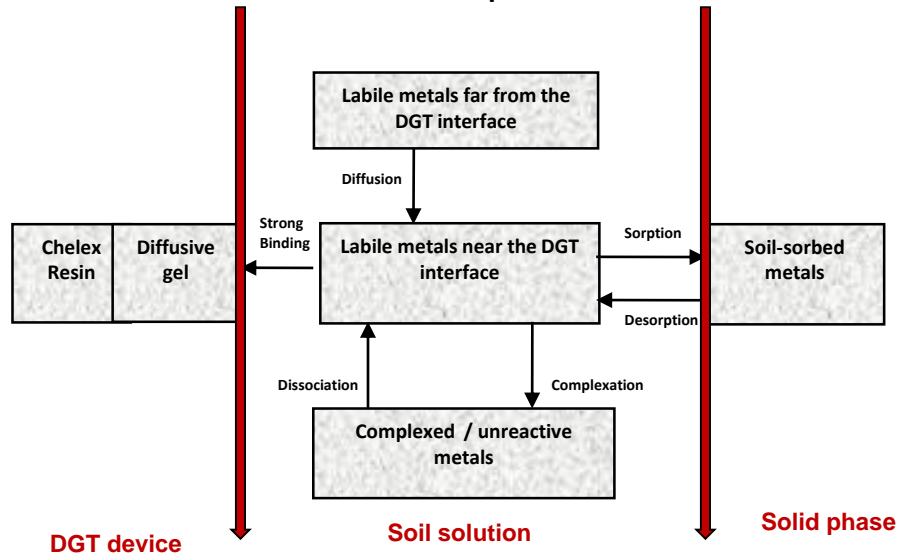 Labile metals far from the
DGT interface
Diffusion
Strong
Binding
Chelex
Resin
Diffusive
gel
Labile metals near the DGT
interface
Sorption
Soil-sorbed
metals
Desorption
Dissociation
Complexation
Complexed / unreactive
metals
DGT device
Soil solution
Solid phase